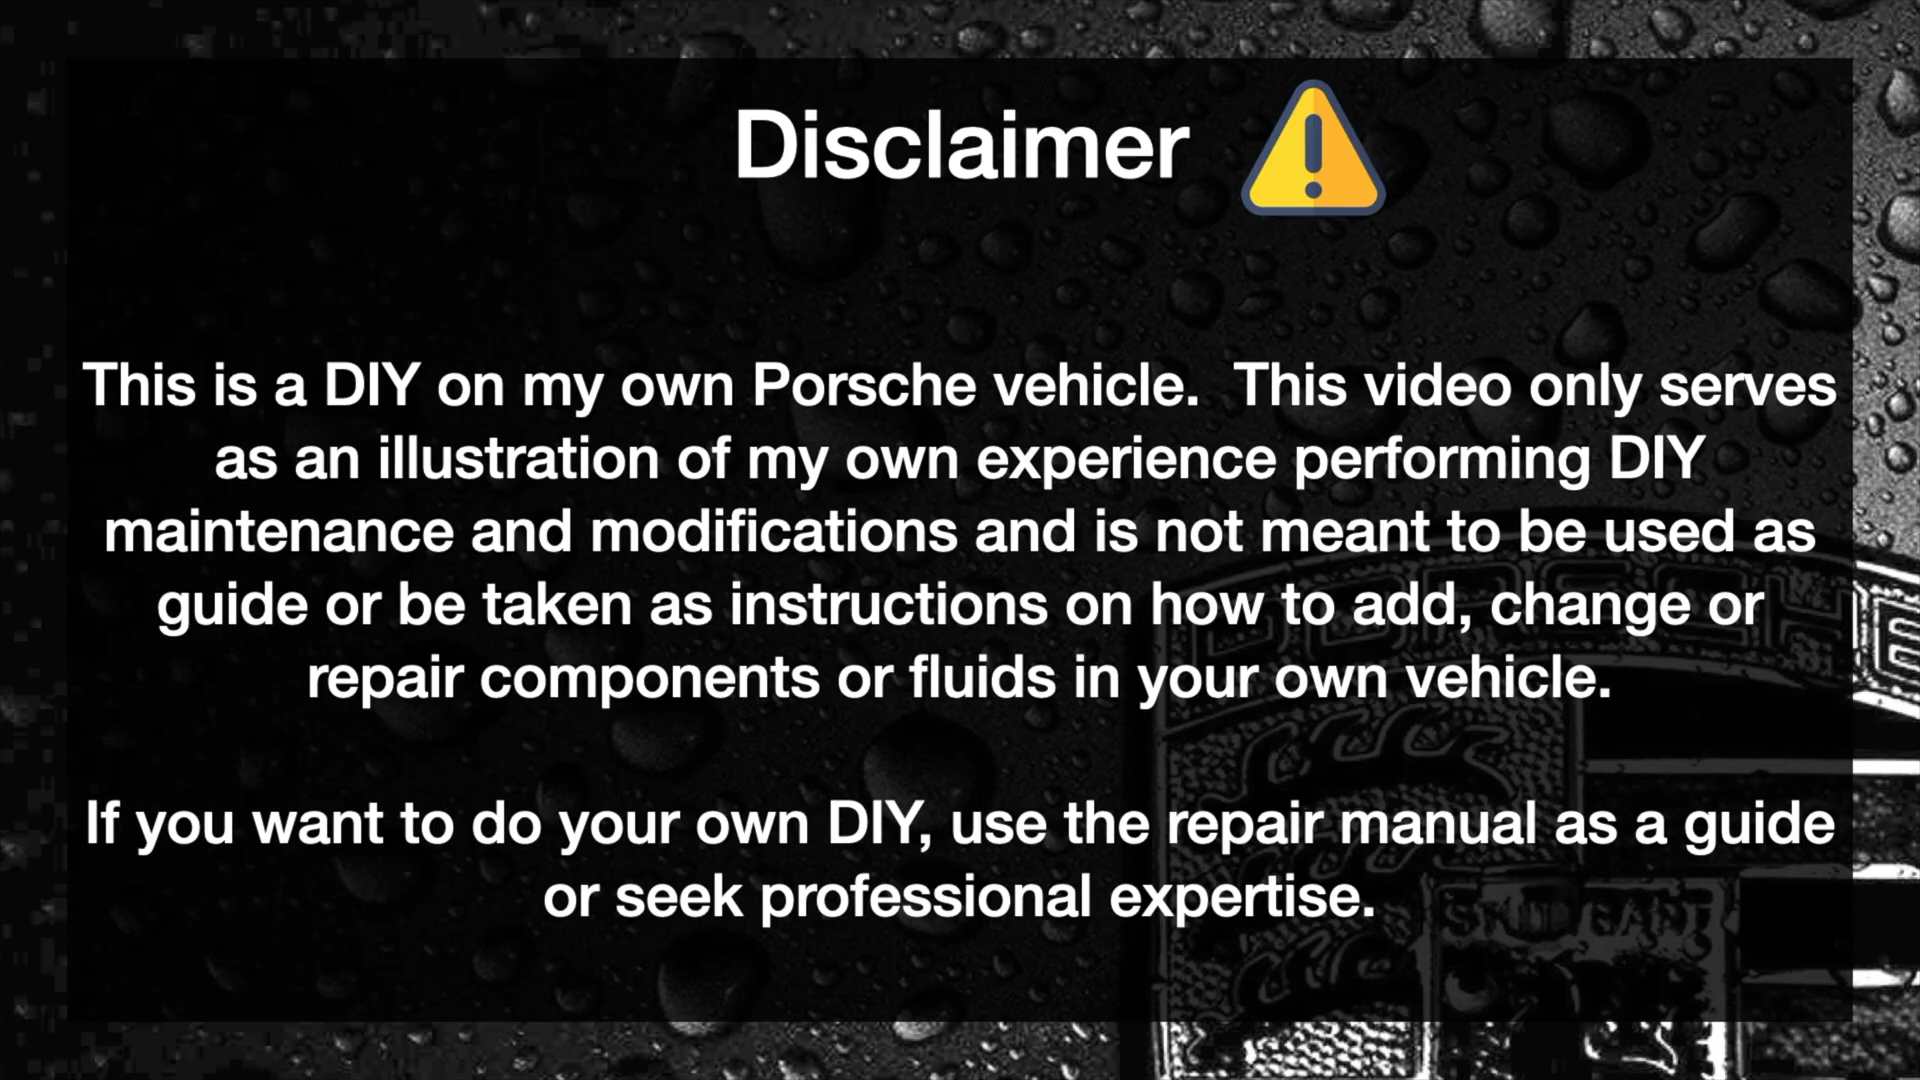 Disclaimer
This is a DIY on my own Porsche vehicle.  This video only serves
as an illustration of my own experience performing DIY
maintenance and modifications and is not meant to be used as
guide or be taken as instructions on how to add, change or
repair components or fluids in your own vehicle.
If you want to do your own DIY, use the repair manual as a guide
or seek professional expertise.